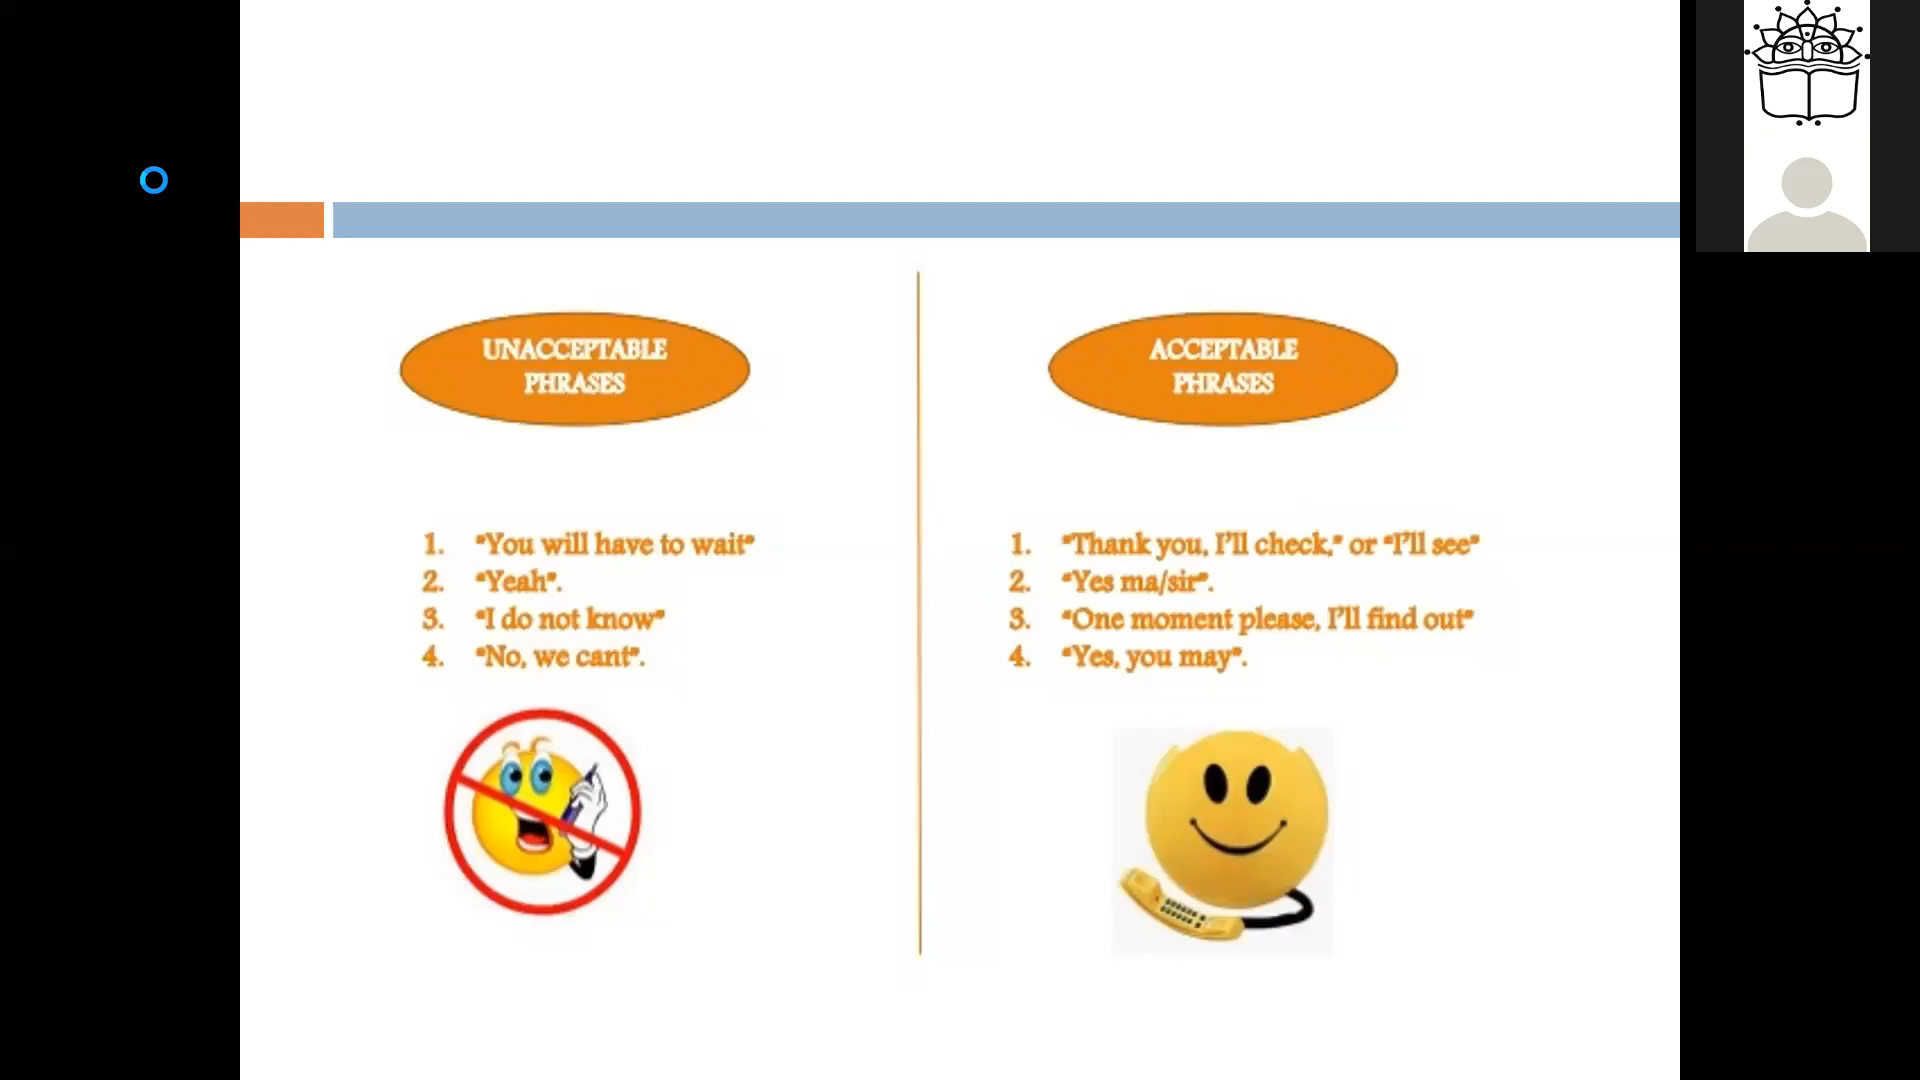 UNACCEPTABLE
PHRASES
1. "You will have to wait"
2. "Yeah".
3. "I do not know"
4. "No, we cant".
ACCEPTABLE
PHRASES
1. "Thank you, I'll check," or "I'll see"
2. "Yes ma/sir".
3. "One moment please, I'll find out"
4. "Yes, you may".